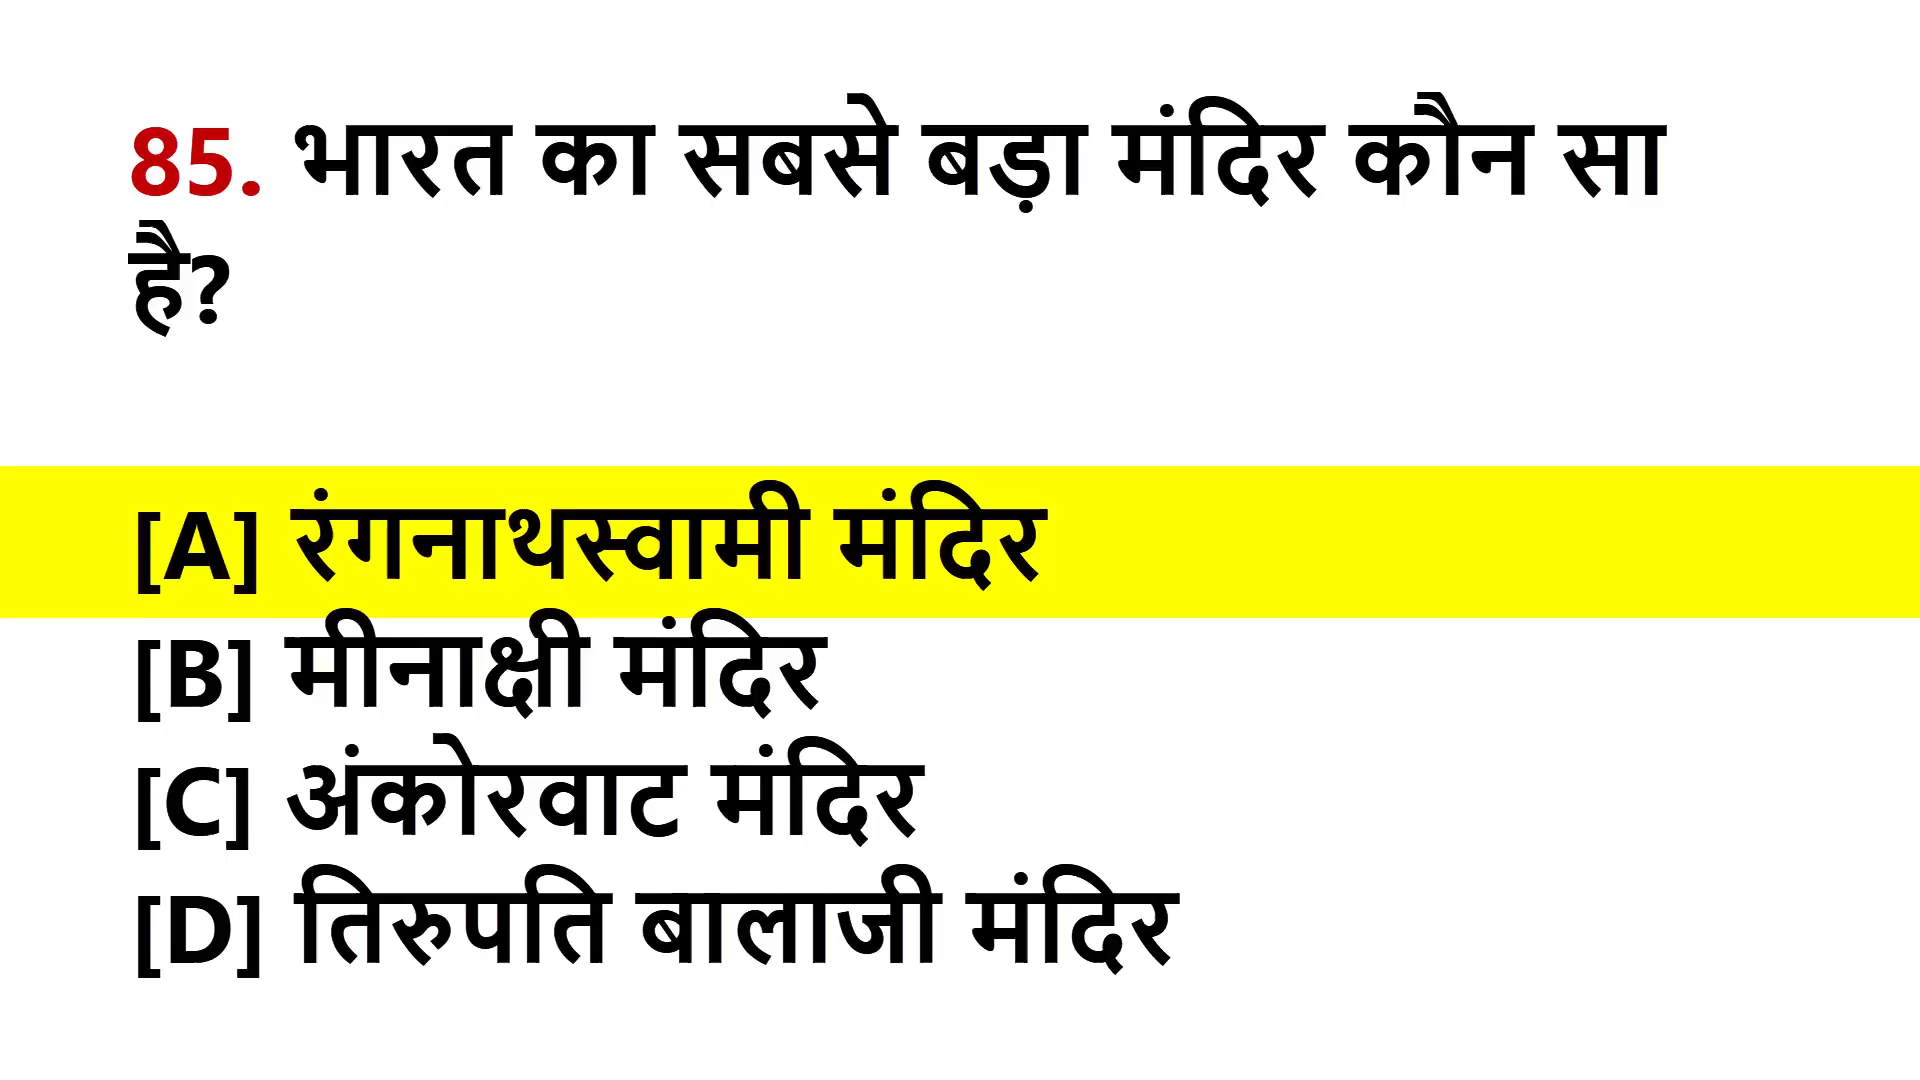 85. भारत का सबसे बड़ा मंदिर कौन सा
है?
[A] रंगनाथस्वामी मंदिर
[B] मीनाक्षी मंदिर
[C] अंकोरवाट मंदिर
[D] तिरुपति बालाजी मंदिर